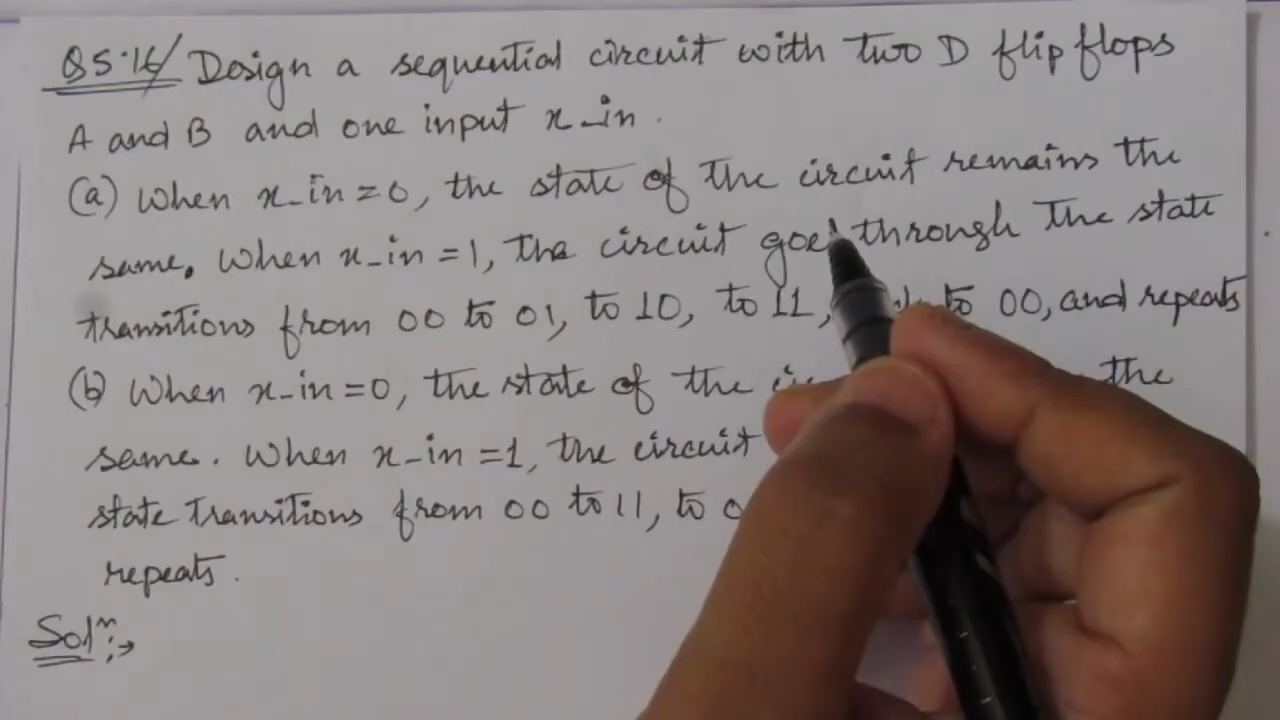 Q5.16/ Design a sequential circuit with two D flip flops
A and B and one input x_in.
(a) When x_in=0, the state of the circuit remains the
same. When x_in=1, the circuit goes through the state
transitions from 00 to 01, to 10, to 11, to 00, and repeats
(b) When x_in=0, the state of the the
same. When x_in=1, the circuit
state transitions from 00 to 11, to
repeats.
Solⁿ:→